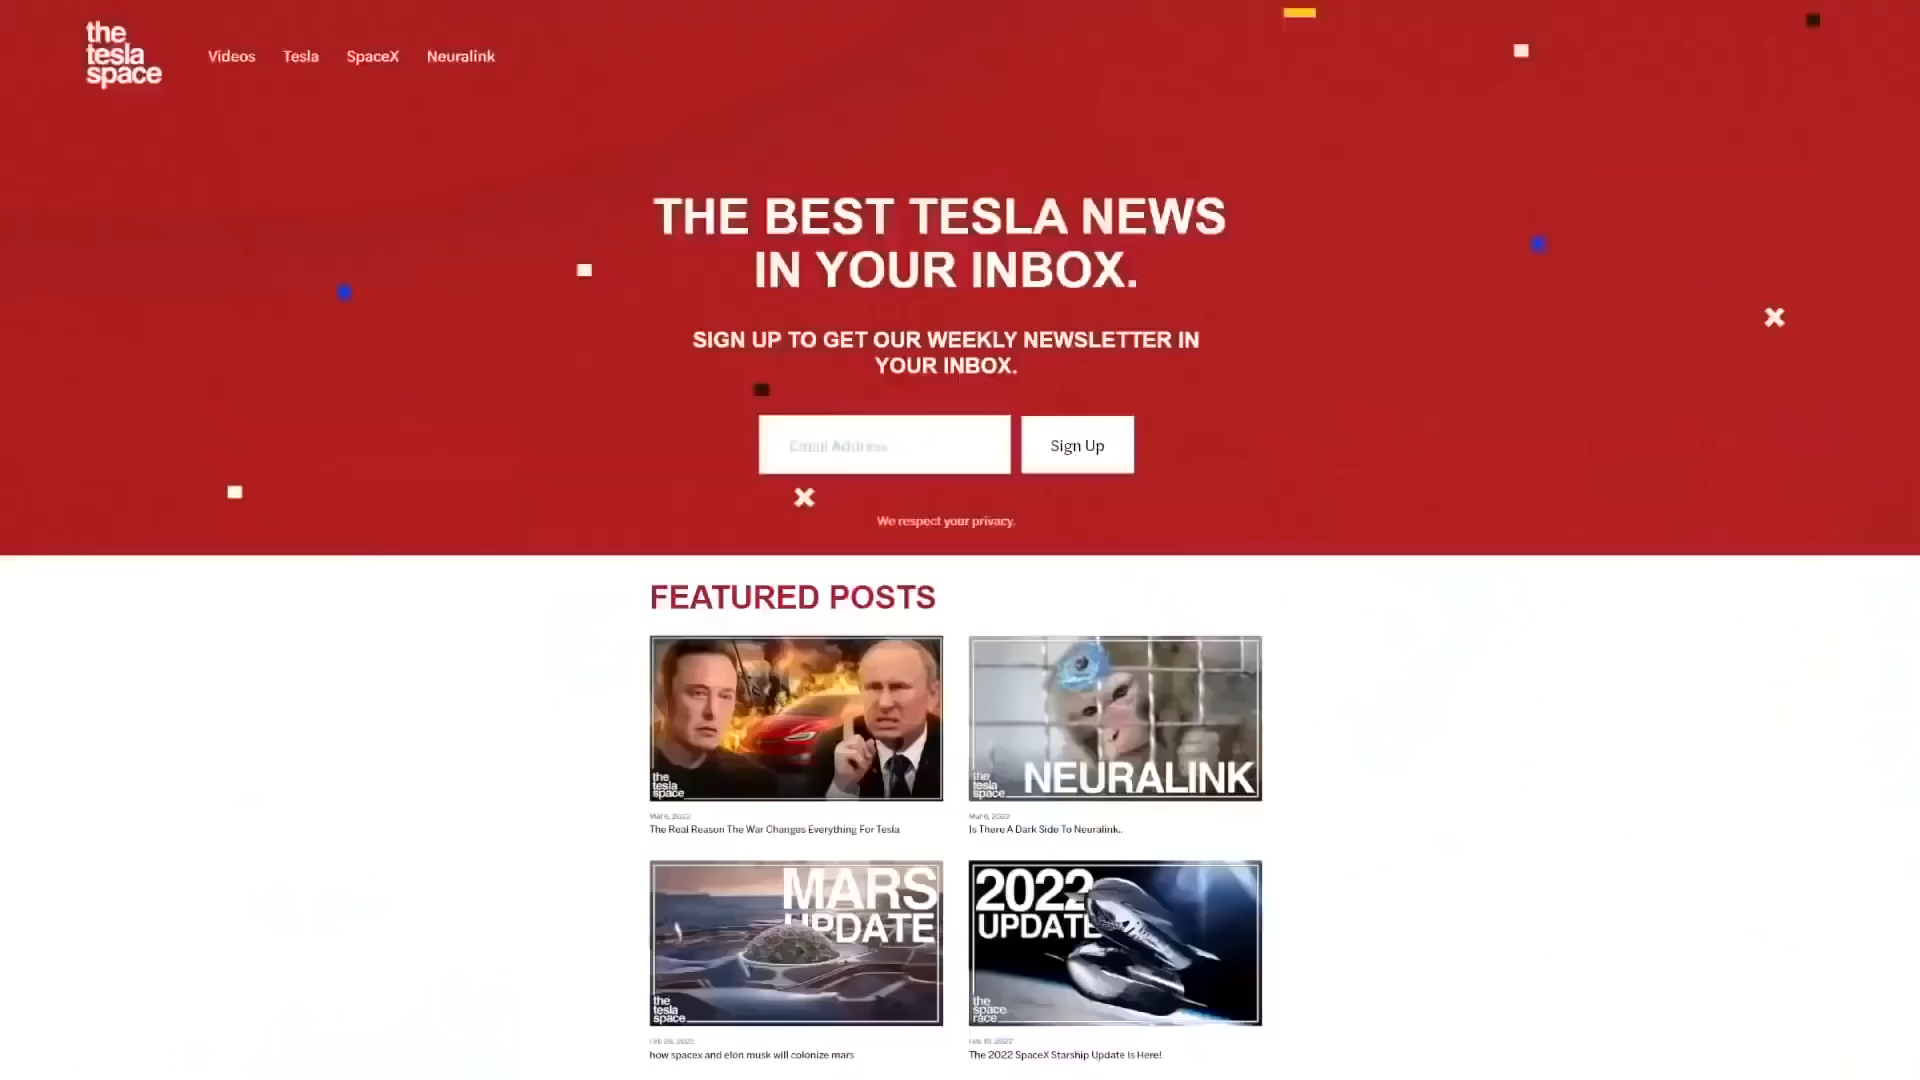 the
tesla
space
Videos Tesla SpaceX Neuralink
THE BEST TESLA NEWS
IN YOUR INBOX.
SIGN UP TO GET OUR WEEKLY NEWSLETTER IN
YOUR INBOX.
Email Address
Sign Up
We respect your privacy.
FEATURED POSTS
the
tesla
space
the
tesla
space
NEURALINK
Mar 6, 2022
The Real Reason The War Changes Everything For Tesla
Mar 6, 2022
Is There A Dark Side To Neuralink..
MARS
UPDATE
the
tesla
space
2022
UPDATE
the
space
race
how spacex and elon musk will colonize mars
Feb 10, 2022
The 2022 SpaceX Starship Update Is Here!